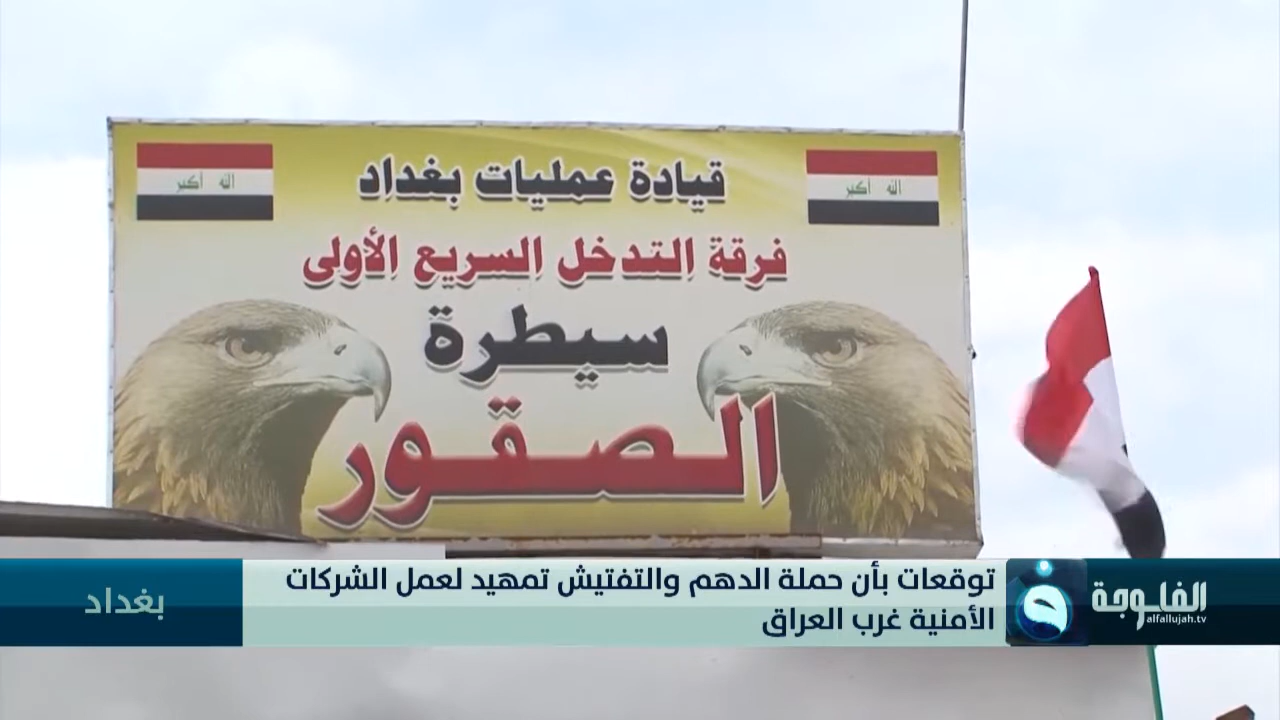 قيادة عمليات بغداد
الله أكبر
الله أكبر
فرقة التدخل السريع الأولى
سيطرة
الصقور
توقعات بأن حملة الدهم والتفتيش تمهيد لعمل الشركات
الأمنية غرب العراق
الفلوجة
alfallujah.tv
بغداد